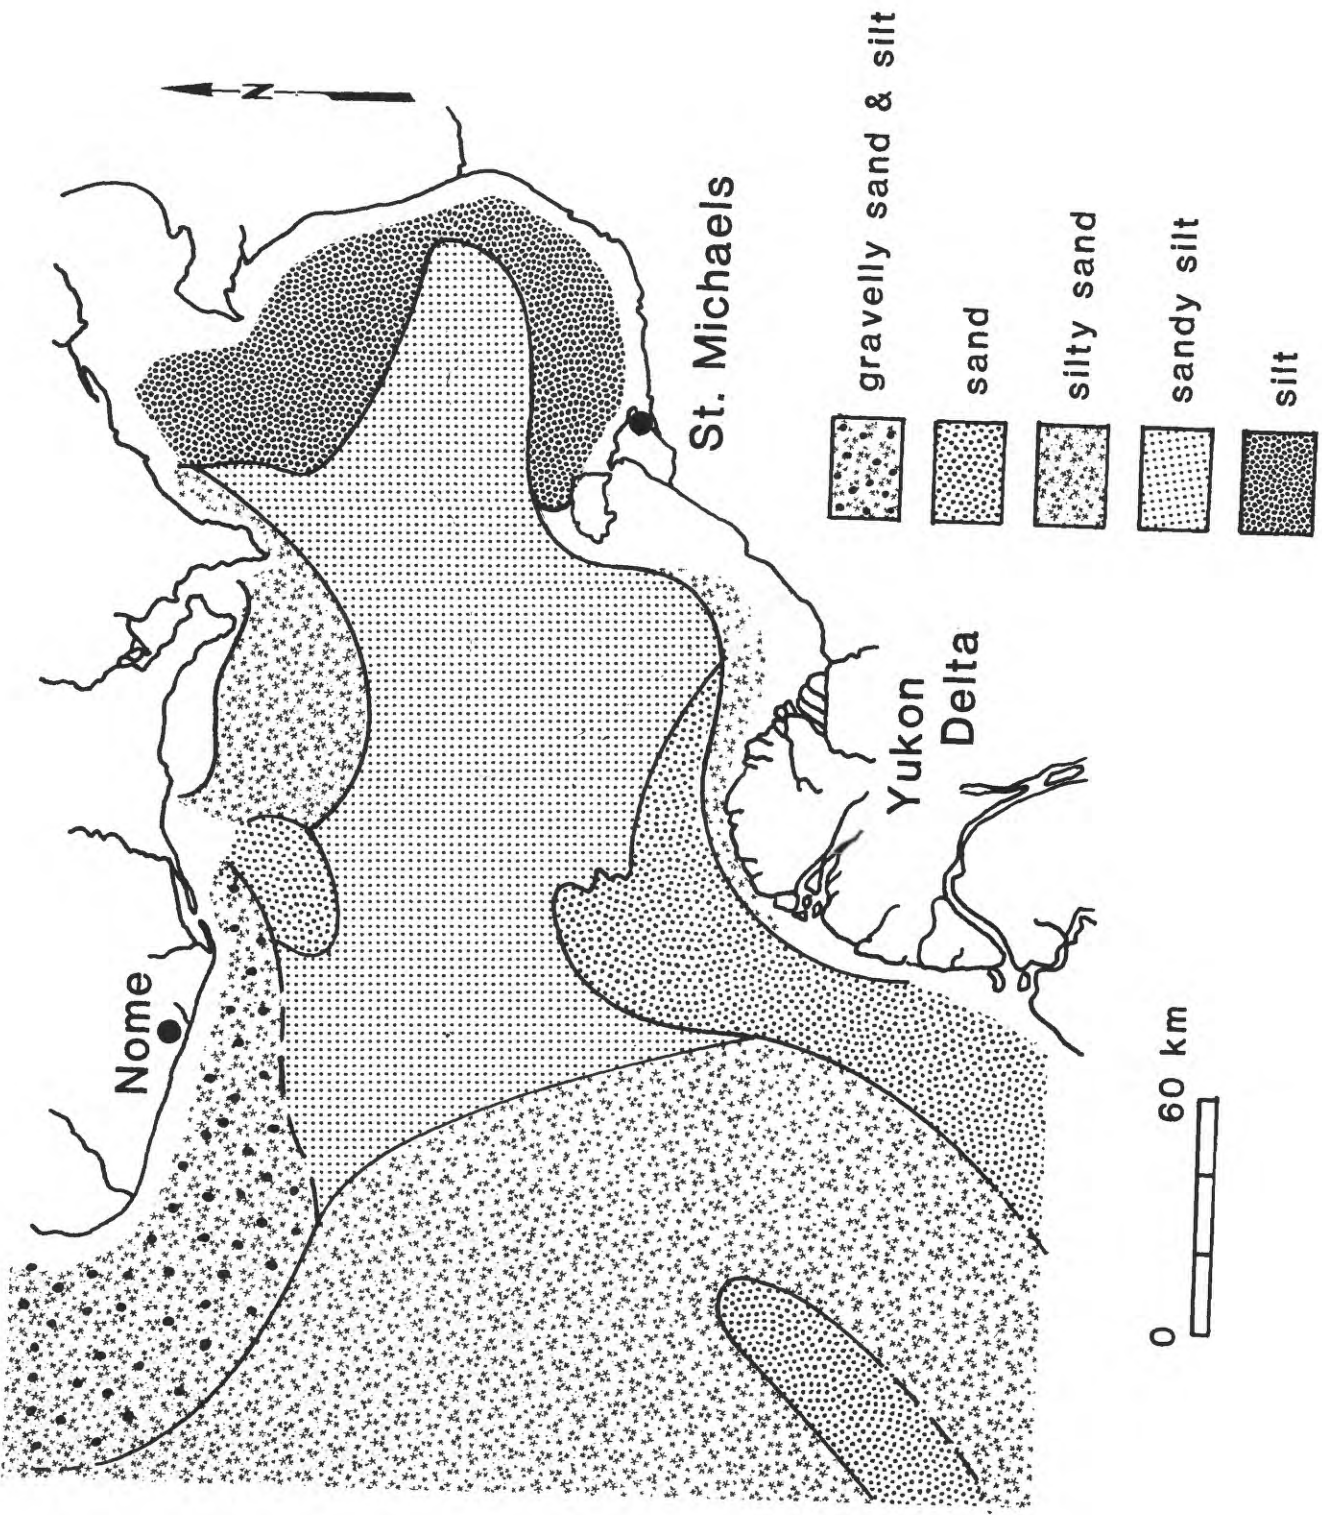 N
Nome
St. Michaels
Yukon
Delta
gravelly sand & silt
sand
silty sand
sandy silt
silt
0 60 km